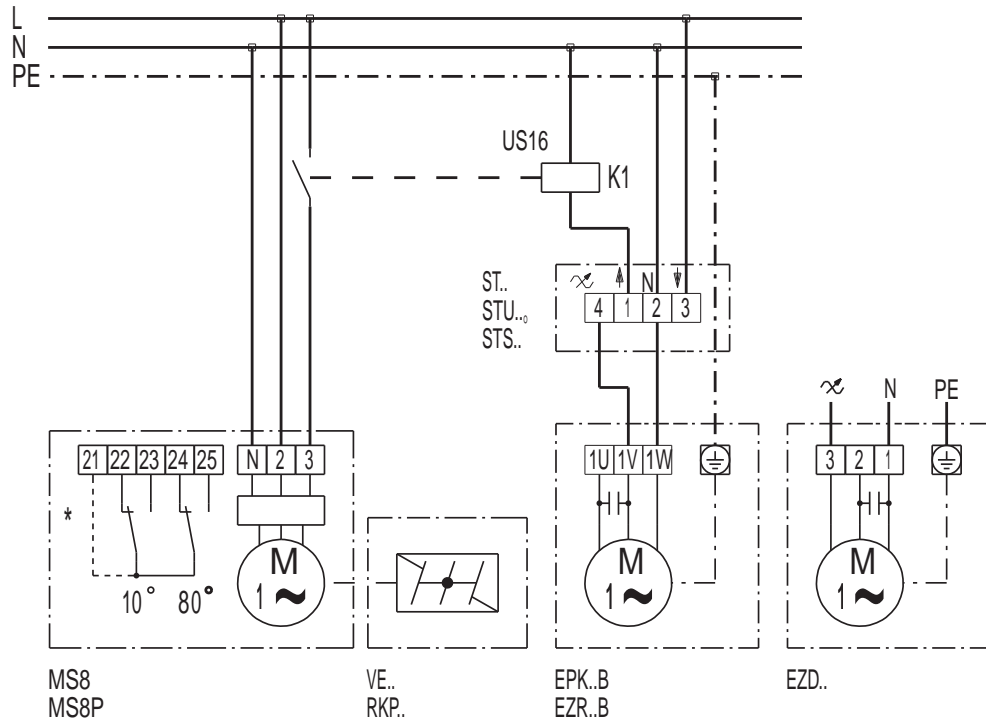 L
N
PE
US16
K1
ST..
STU..
STS..
N
4 1 2 3
N PE
21 22 23 24 25 N 2 3
1U 1V 1W
3 2 1
*
10° 80°
M
1 ~
M
1 ~
M
1 ~
MS8
MS8P
VE..
RKP..
EPK..B
EZR..B
EZD..